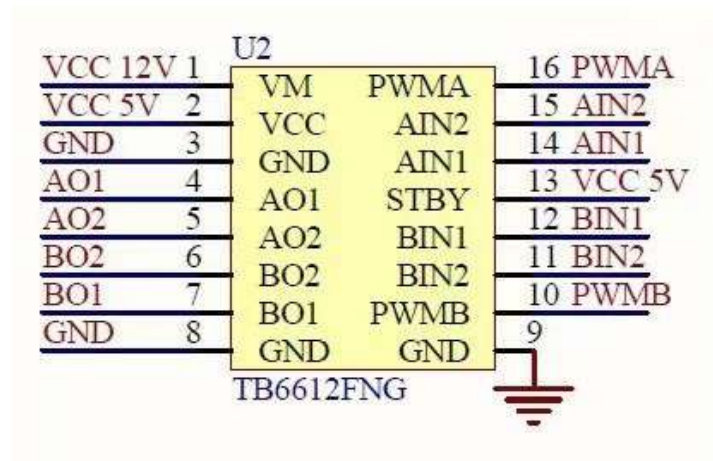 U2
VCC 12V 1 VM PWMA 16 PWMA
VCC 5V 2 VCC AIN2 15 AIN2
GND 3 GND AIN1 14 AIN1
AO1 4 AO1 STBY 13 VCC 5V
AO2 5 AO2 BIN1 12 BIN1
BO2 6 BO2 BIN2 11 BIN2
BO1 7 BO1 PWMB 10 PWMB
GND 8 GND GND 9
TB6612FNG